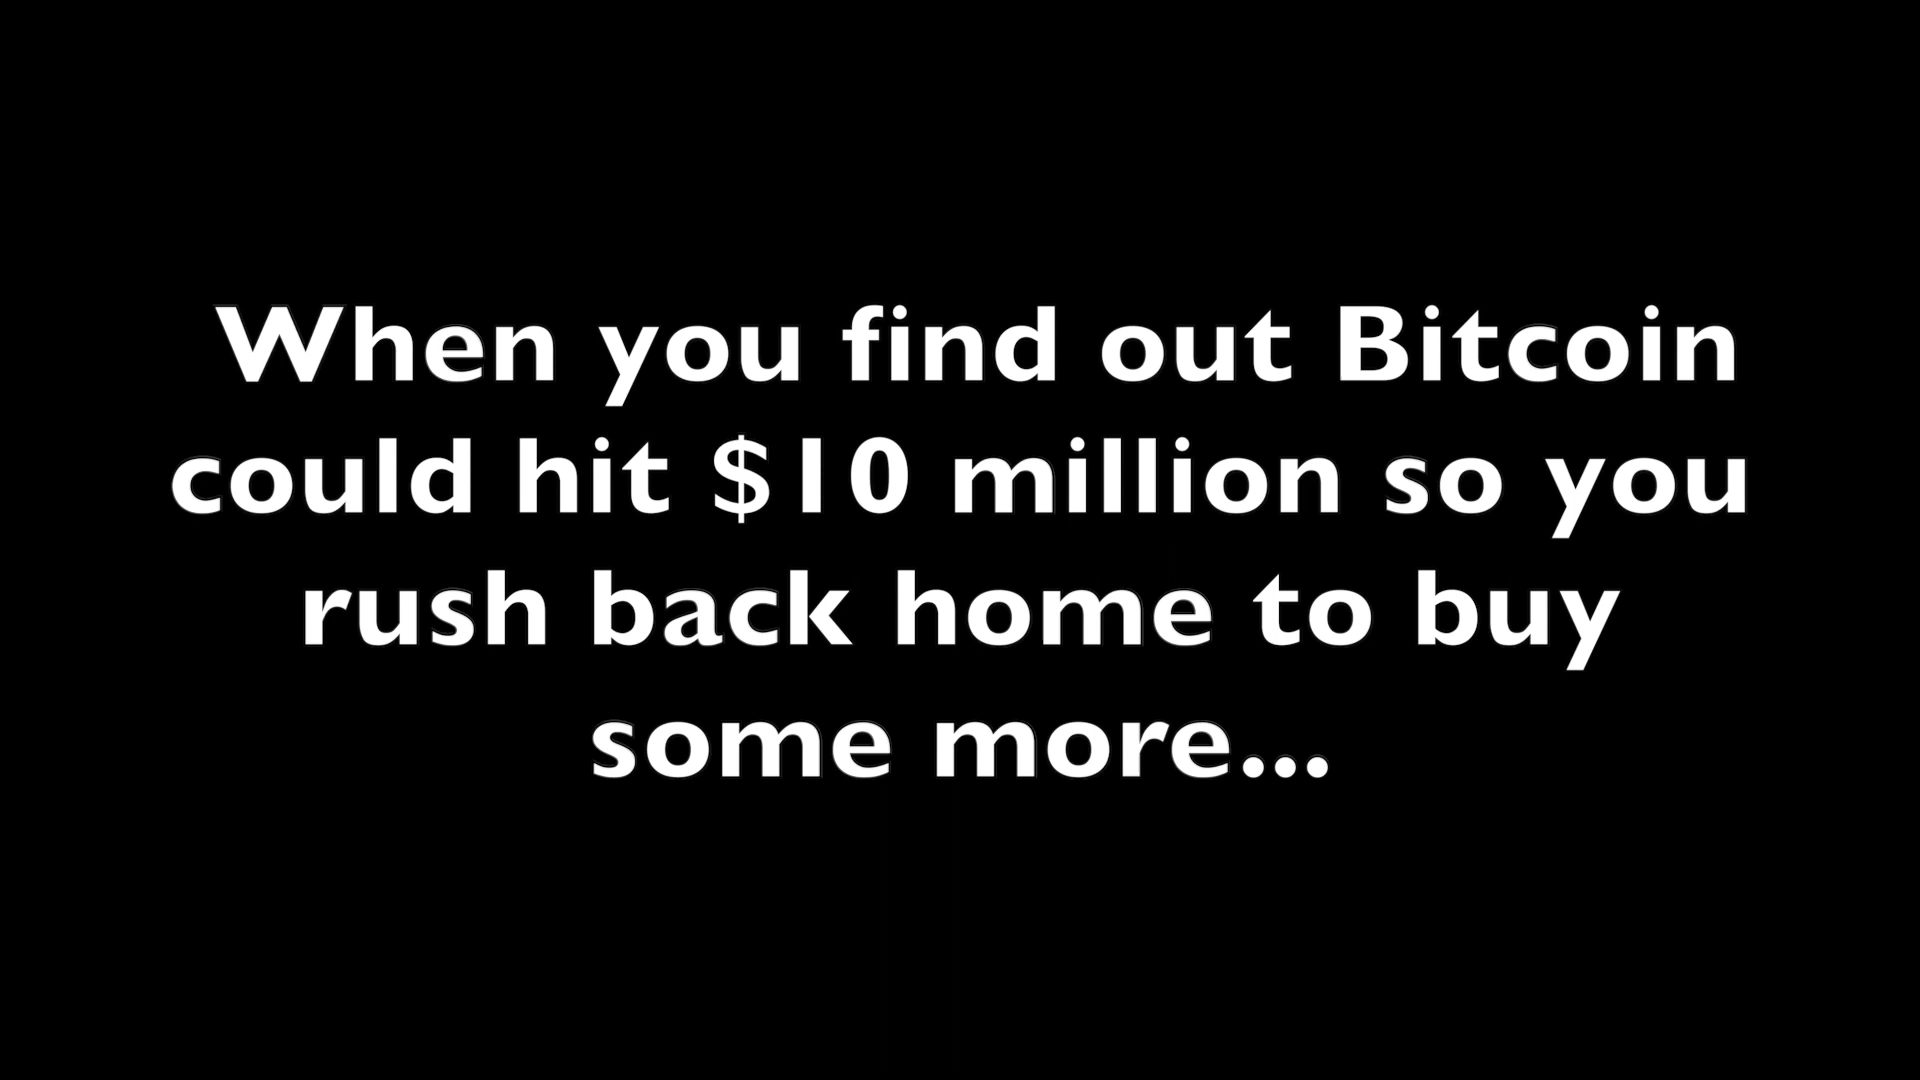 When you find out Bitcoin
could hit $10 million so you
rush back home to buy
some more...